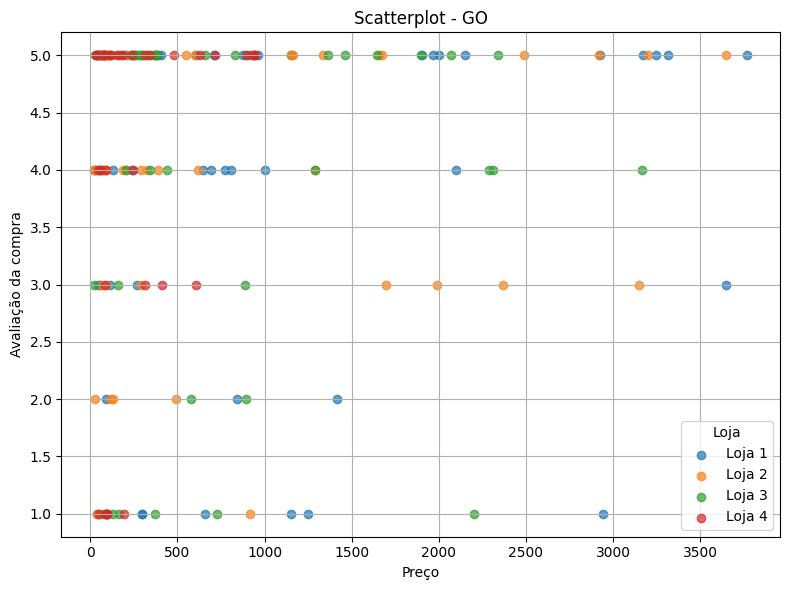 Scatterplot - GO
5.0
4.5
4.0
3.5
3.0
2.5
2.0
1.5
1.0
Avaliação da compra
0 500 1000 1500 2000 2500 3000 3500
Preço
Loja
Loja 1
Loja 2
Loja 3
Loja 4